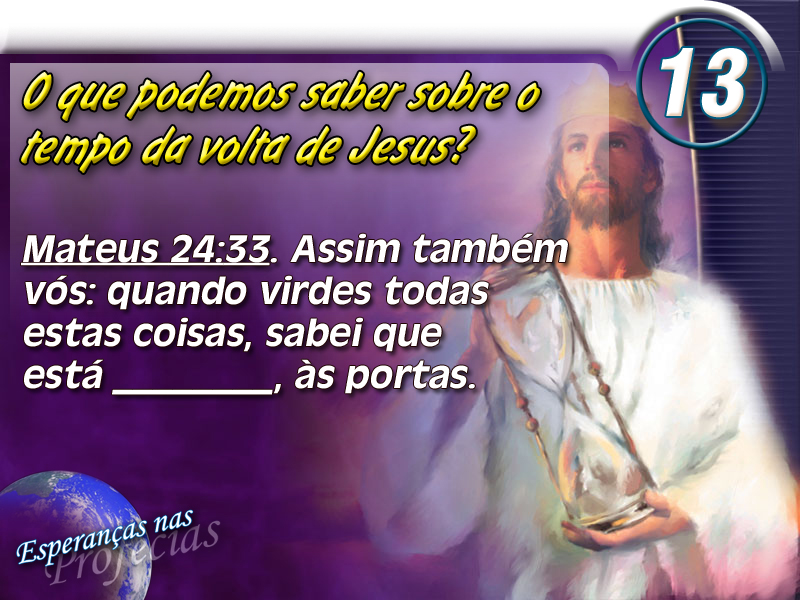 13
O que podemos saber sobre o
tempo da volta de Jesus?
Mateus 24:33. Assim também
vós: quando virdes todas
estas coisas, sabei que
está ________, às portas.
Esperanças nas
Profecias